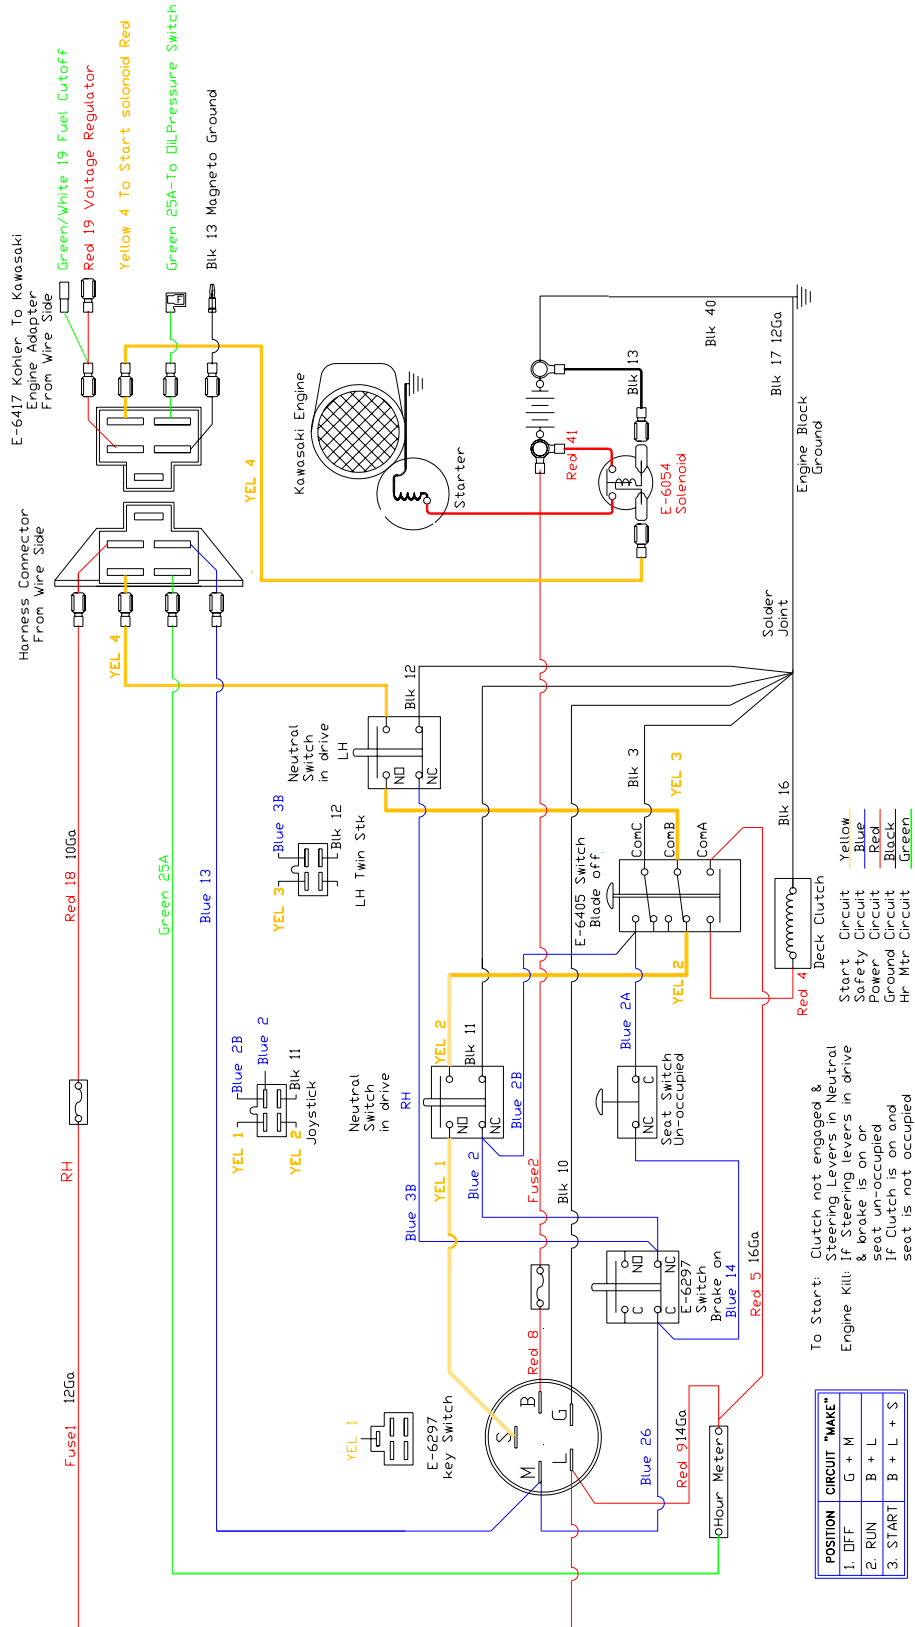 E-6417 Kohler To Kawasaki
Engine Adapter
From Wire Side
Green/White 19 Fuel Cutoff
Red 19 Voltage Regulator
Yellow 4 To Start solonoid Red
Green 25A-To OiLPressure Switch
Blk 13 Magneto Ground
Harness Connector
From Wire Side
YEL 4
YEL 4
Kawasaki Engine
Starter
Red 41
Blk 13
Blk 40
Blk 17 12Ga
E-6054
Solenoid
Engine Block
Ground
Solder
Joint
Red 18 10Ga
Green 25A
Blue 13
Neutral
Switch
in drive
LH
NO
NC
Blk 12
Blue 3B
Blk 12
YEL 3
LH Twin Stk
Blk 3
YEL 3
Blk 16
ComC
ComB
ComA
E-6405 Switch
Blade off
YEL 2
Deck Clutch
Red 4
RH
Blue 2B
Blue 2
Blk 11
YEL 1
YEL 2
Joystick
Neutral
Switch
in drive
RH
YEL 2
Blk 11
NO
NC
Blue 2B
Blue 2A
Seat Switch
Un-occupied
C
NC
YEL 1
Blue 2
Blue 3B
Fuse2
Blk 10
NO
NC
C
C
E-6297
Switch
Brake on
Blue 14
Red 5 16Ga
Fuse1 12Ga
YEL 1
E-6297
key Switch
Red 8
M
S
B
L
G
Blue 26
Red 914Ga
Hour Meter
Start Circuit Yellow
Safety Circuit Blue
Power Circuit Red
Ground Circuit Black
Hr Mtr Circuit Green
To Start: Clutch not engaged &
Steering Levers in Neutral
Engine Kill: If Steering levers in drive
& brake is on or
seat un-occupied
If Clutch is on and
seat is not occupied
POSITION CIRCUIT "MAKE"
1. OFF G + M
2. RUN B + L
3. START B + L + S